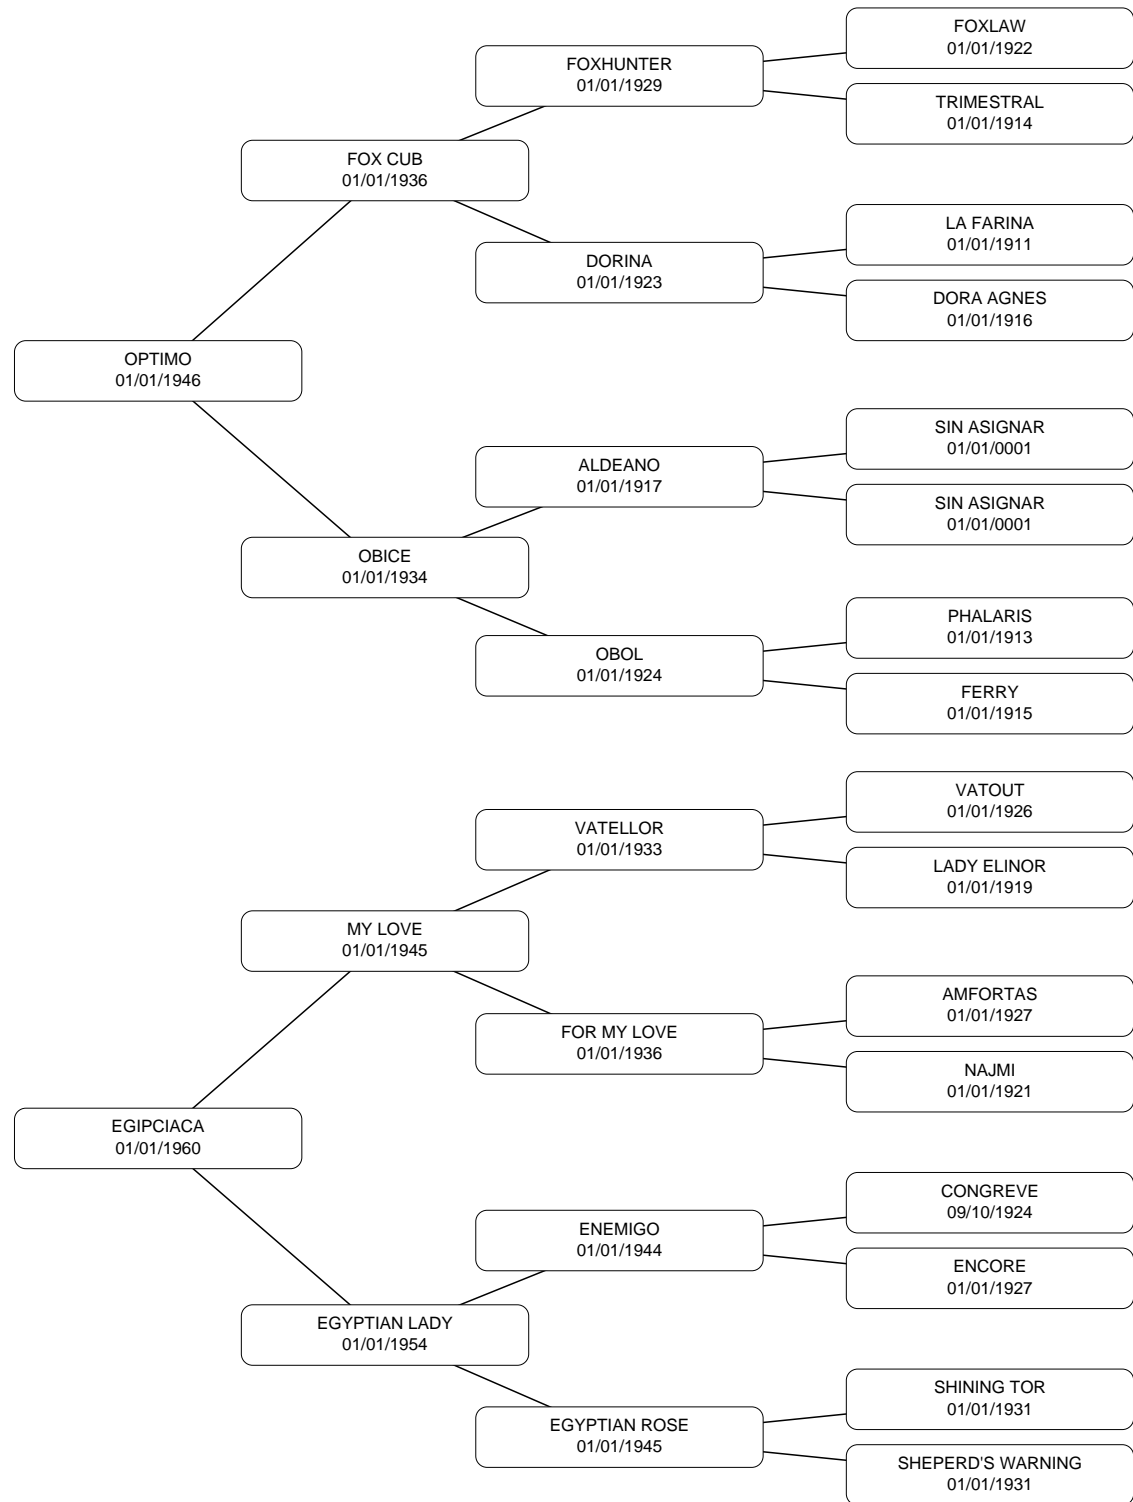 FOXLAW
01/01/1922
FOXHUNTER
01/01/1929
TRIMESTRAL
01/01/1914
FOX CUB
01/01/1936
LA FARINA
01/01/1911
DORINA
01/01/1923
DORA AGNES
01/01/1916
OPTIMO
01/01/1946
SIN ASIGNAR
01/01/0001
ALDEANO
01/01/1917
SIN ASIGNAR
01/01/0001
OBICE
01/01/1934
PHALARIS
01/01/1913
OBOL
01/01/1924
FERRY
01/01/1915
VATOUT
01/01/1926
VATELLOR
01/01/1933
LADY ELINOR
01/01/1919
MY LOVE
01/01/1945
AMFORTAS
01/01/1927
FOR MY LOVE
01/01/1936
NAJMI
01/01/1921
EGIPCIACA
01/01/1960
CONGREVE
09/10/1924
ENEMIGO
01/01/1944
ENCORE
01/01/1927
EGYPTIAN LADY
01/01/1954
SHINING TOR
01/01/1931
EGYPTIAN ROSE
01/01/1945
SHEPERD'S WARNING
01/01/1931